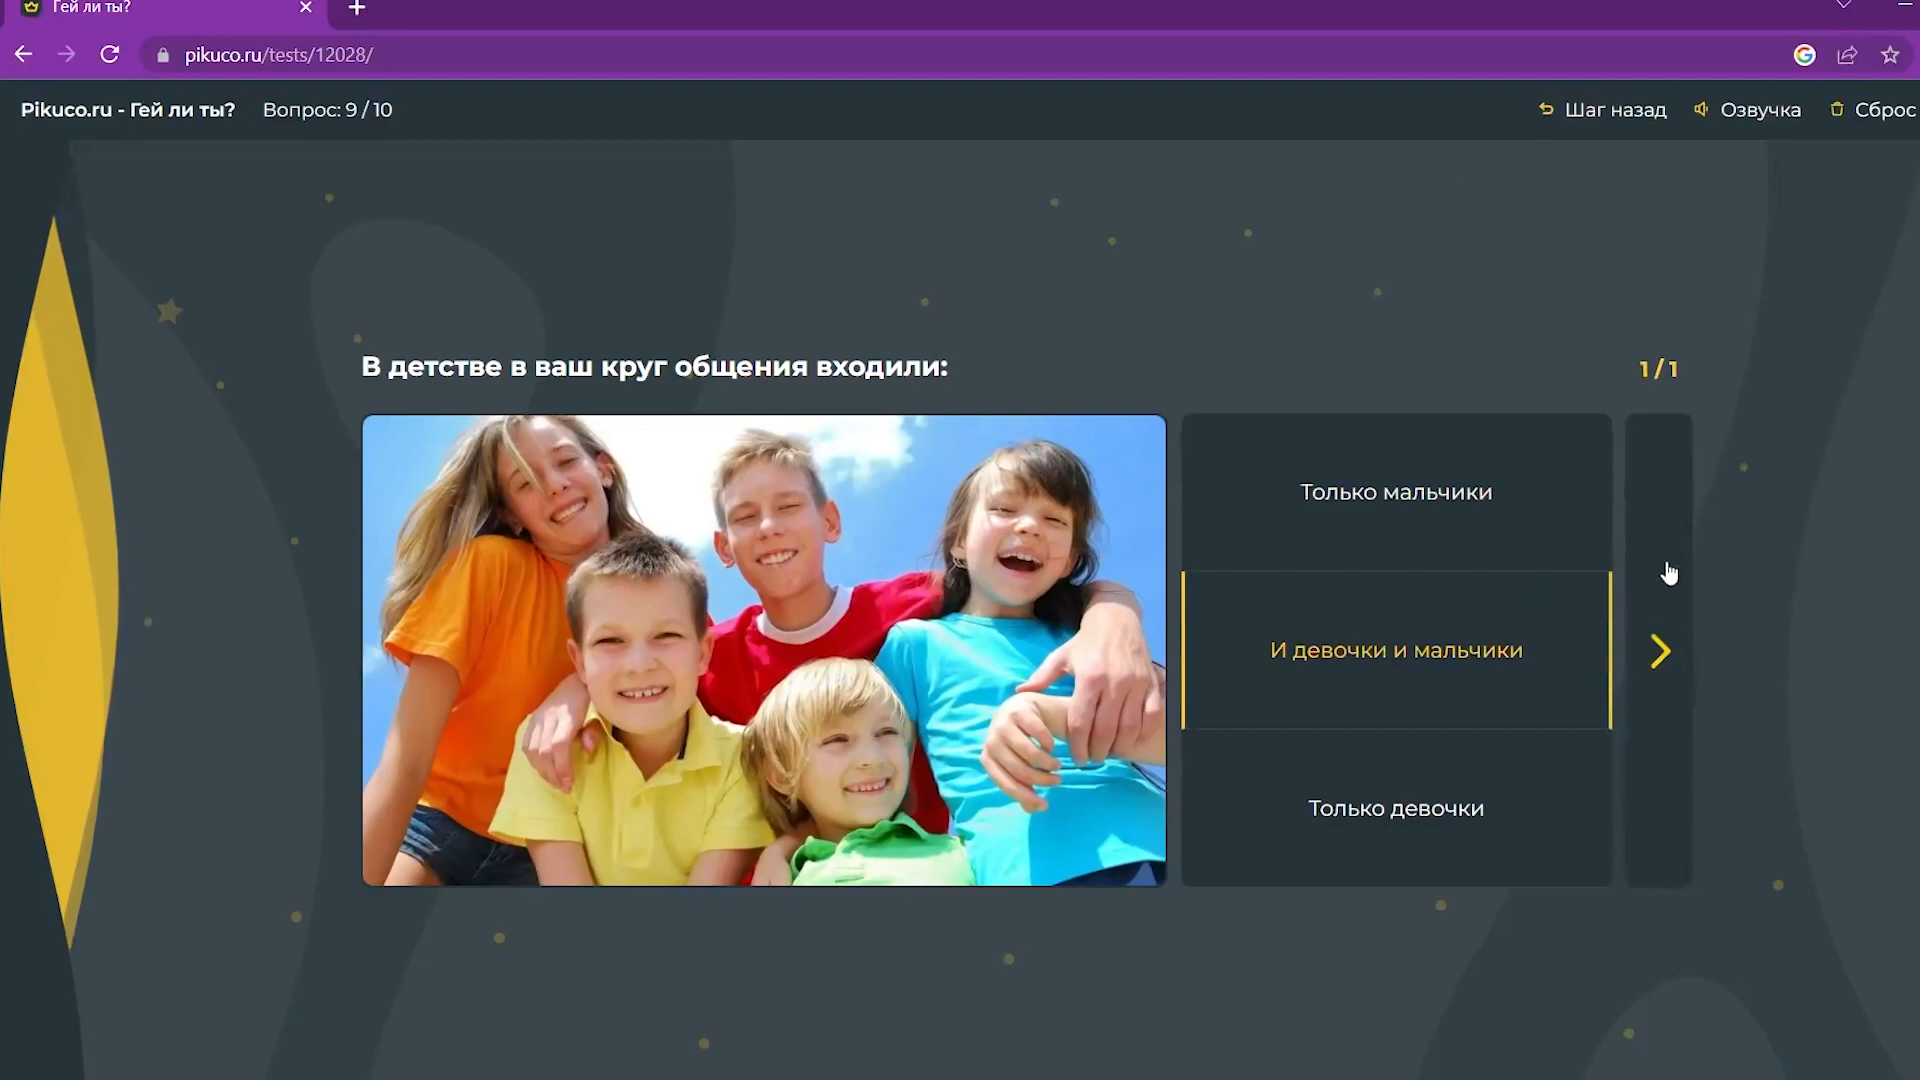 Гей ли ты?
pikuco.ru/tests/12028/
Pikuco.ru - Гей ли ты?
Вопрос: 9 / 10
Шаг назад
Озвучка
Сброс
В детстве в ваш круг общения входили:
1 / 1
Только мальчики
И девочки и мальчики
Только девочки